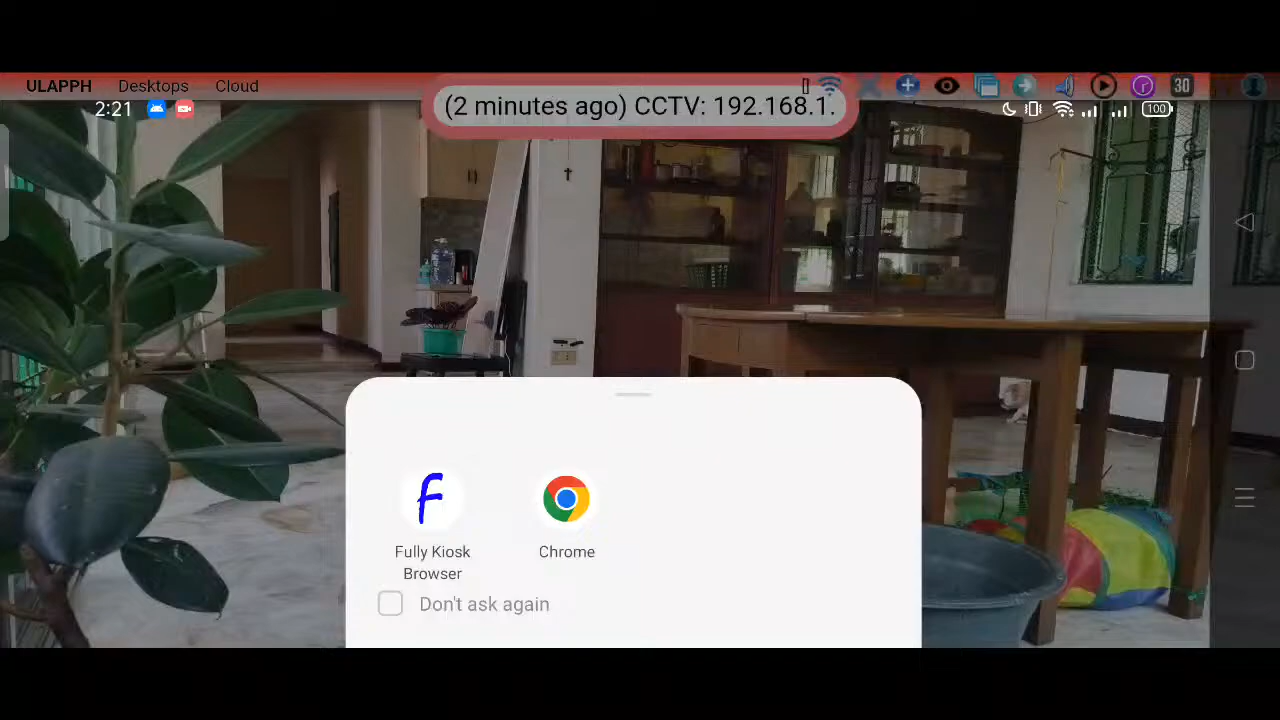 ULAPPH Desktops Cloud
(2 minutes ago) CCTV: 192.168.1.
30
2:21
100
Fully Kiosk
Browser
Chrome
Don't ask again